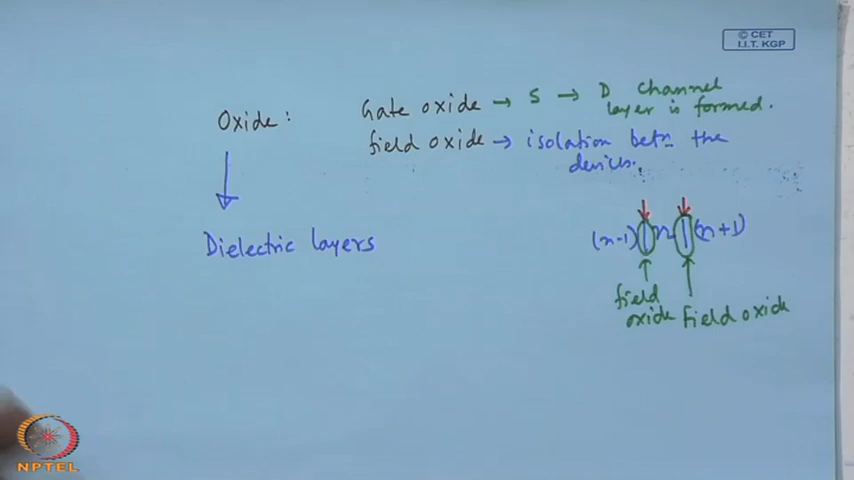 © CET
I.I.T. KGP
Oxide:
Gate oxide → S → D channel
layer is formed.
field oxide → isolation betn the
devices.
Dielectric layers
(n-1) n (n+1)
field
oxide
field oxide
NPTEL